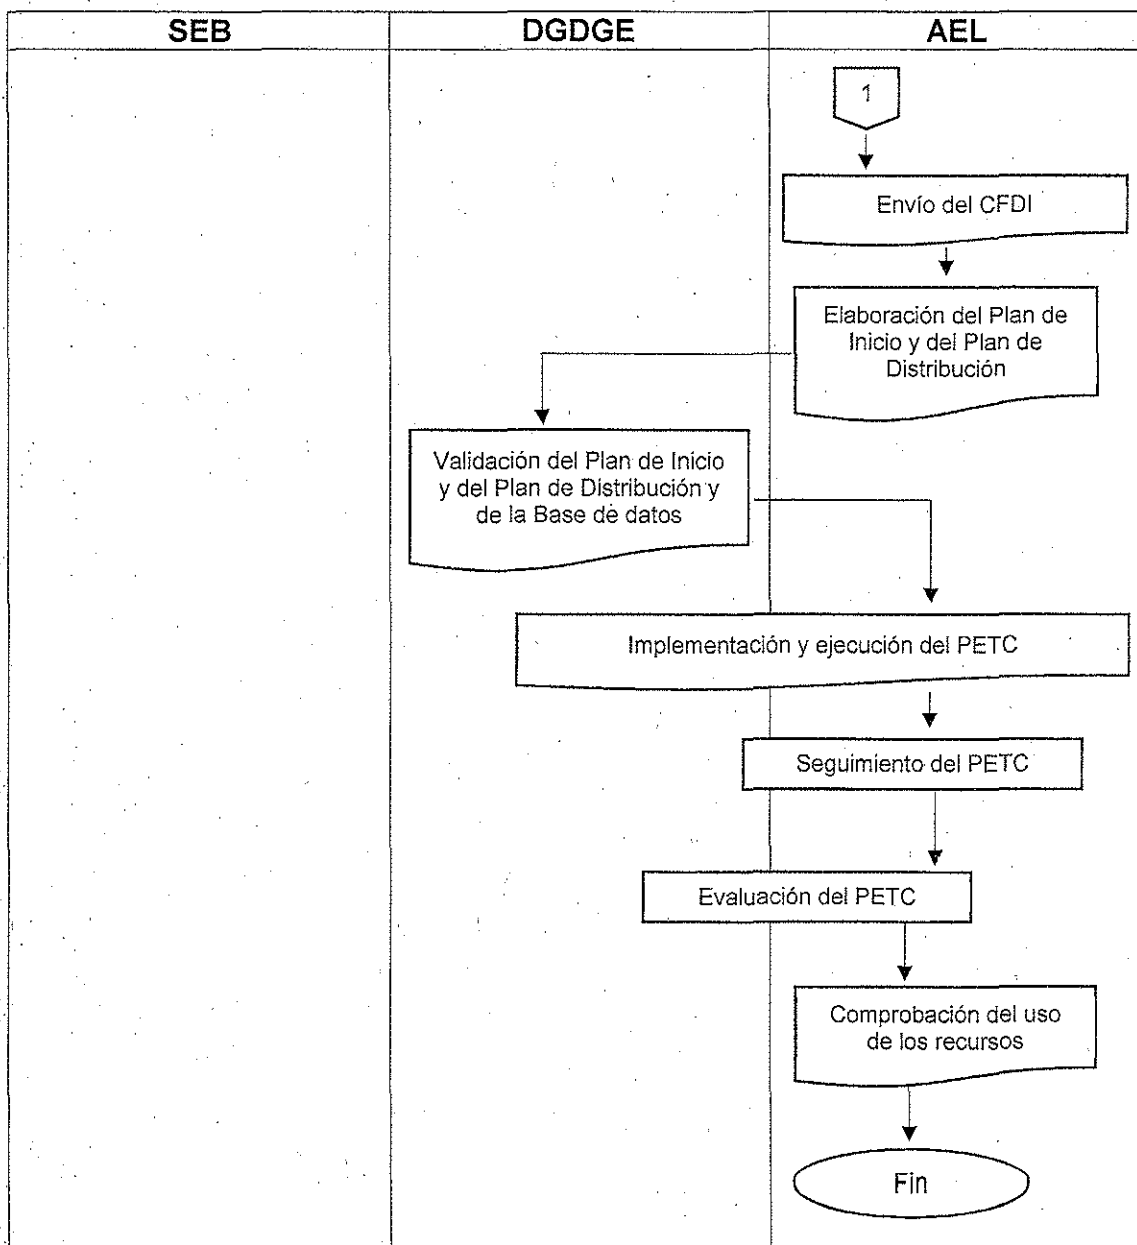 SEB
DGDGE
AEL
1
Envío del CFDI
Elaboración del Plan de
Inicio y del Plan de
Distribución
Validación del Plan de Inicio
y del Plan de Distribución y
de la Base de datos
Implementación y ejecución del PETC
Seguimiento del PETC
Evaluación del PETC
Comprobación del uso
de los recursos
Fin